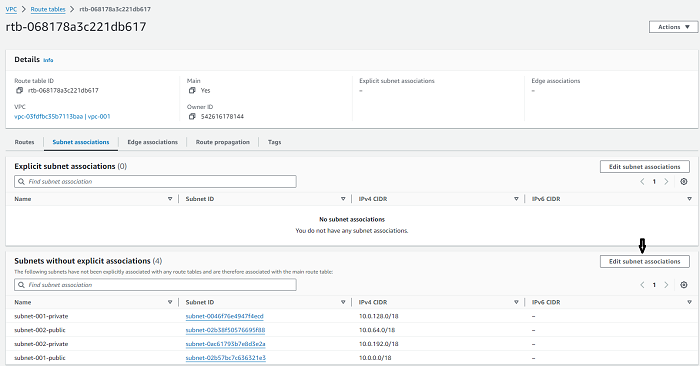 VPC > Route tables > rtb-068178a3c221db617
rtb-068178a3c221db617
Actions
Details Info
Route table ID
rtb-068178a3c221db617
Main
Yes
Explicit subnet associations
–
Edge associations
–
VPC
vpc-03fdfbc35b7113baa | vpc-001
Owner ID
542616178144
Routes Subnet associations Edge associations Route propagation Tags
Explicit subnet associations (0)
Edit subnet associations
Find subnet association
1
Name Subnet ID IPv4 CIDR IPv6 CIDR
No subnet associations
You do not have any subnet associations.
Subnets without explicit associations (4)
Edit subnet associations
The following subnets have not been explicitly associated with any route tables and are therefore associated with the main route table:
Find subnet association
1
Name Subnet ID IPv4 CIDR IPv6 CIDR
subnet-001-private subnet-0046f76e4947f4ecd 10.0.128.0/18 –
subnet-002-public subnet-02b38f50576695f88 10.0.64.0/18 –
subnet-002-private subnet-0ac61793b7e8d3e2a 10.0.192.0/18 –
subnet-001-public subnet-02b57bc7c636321e3 10.0.0.0/18 –